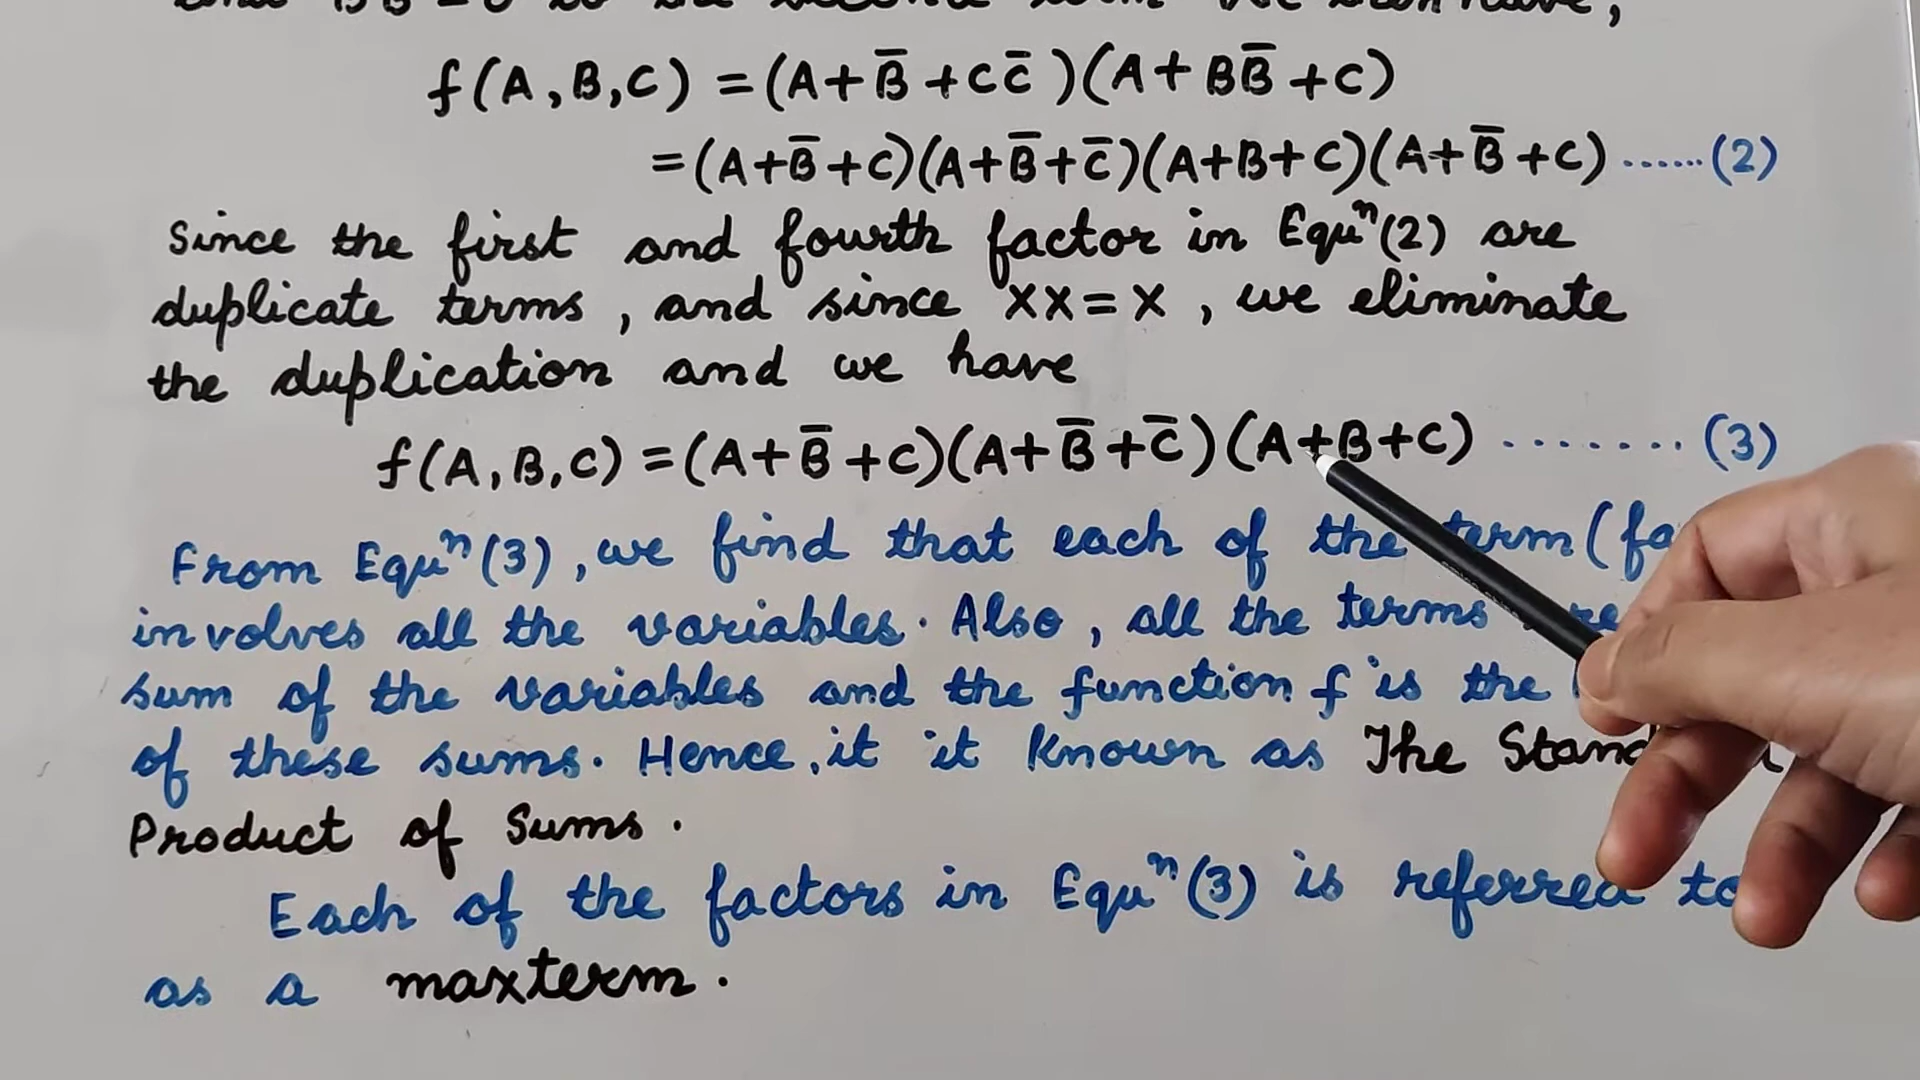 f(A,B,C) = (A+B̅+CC̅)(A+BB̅+C)
=(A+B̅+C)(A+B̅+C̅)(A+B+C)(A+B̅+C) ......(2)
Since the first and fourth factor in Equⁿ(2) are
duplicate terms, and since XX=X, we eliminate
the duplication and we have
f(A,B,C) = (A+B̅+C)(A+B̅+C̅)(A+B+C) ........(3)
From Equⁿ(3), we find that each of the term (
involves all the variables. Also, all the terms
sum of the variables and the function f is the
of these sums. Hence, it it known as The
Product of Sums.
Each of the factors in Equⁿ(3) is referred to
as a maxterm.